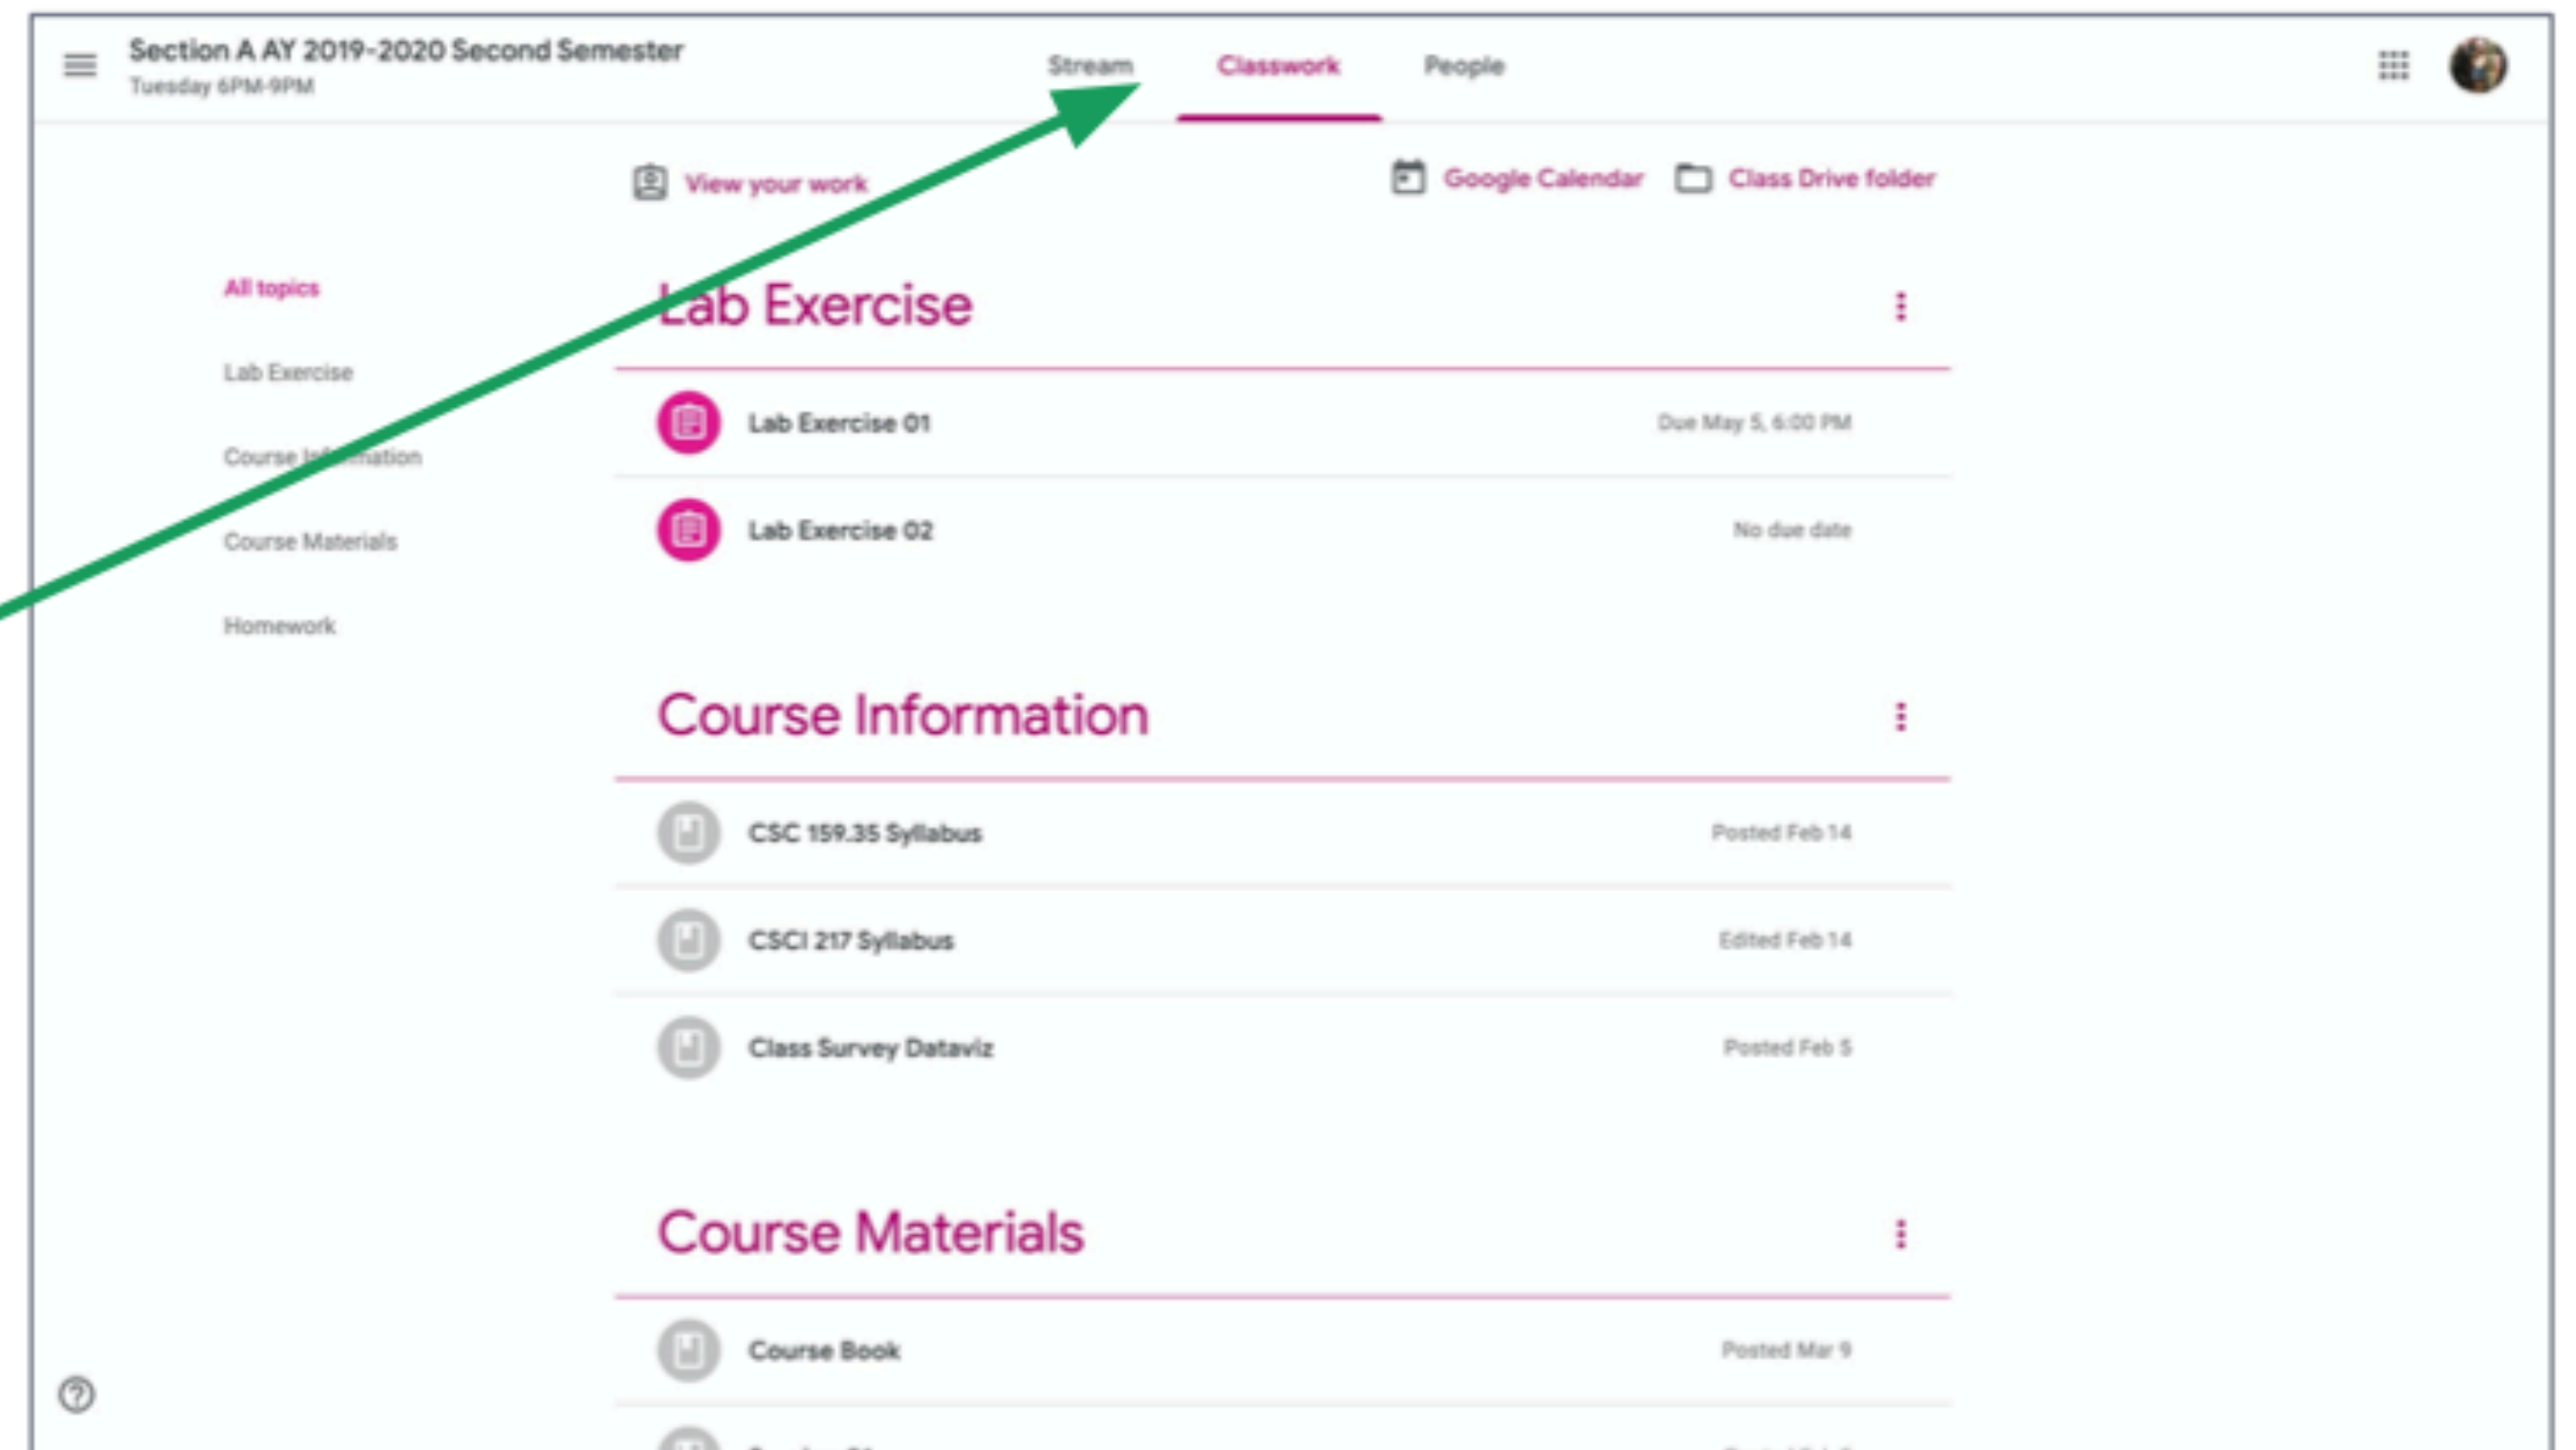 Section A AY 2019-2020 Second Semester
Tuesday 6PM-9PM
Stream Classwork People
View your work
Google Calendar
Class Drive folder
All topics
Lab Exercise
Course Information
Course Materials
Homework
Lab Exercise
Lab Exercise 01 Due May 5, 6:00 PM
Lab Exercise 02 No due date
Course Information
CSC 159.35 Syllabus Posted Feb 14
CSCI 217 Syllabus Edited Feb 14
Class Survey Dataviz Posted Feb 5
Course Materials
Course Book Posted Mar 9